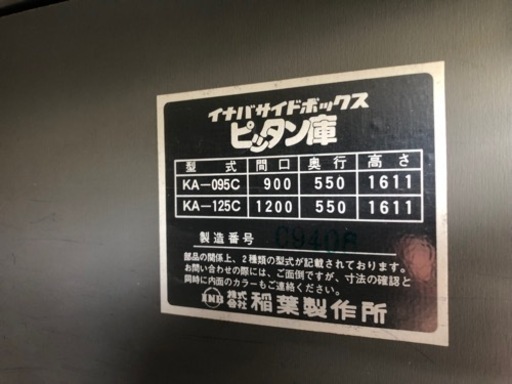 イナバサイドボックス
ピッタン庫
型式 間口 奥行 高さ
KA-095C 900 550 1611
KA-125C 1200 550 1611
製造番号 C9408
部品の関係上、2種類の型式が記載されております。
お問い合わせの際には、ご面倒ですが、寸法の確認と
同時に内面のカラーもご連絡ください。
INB 株式会社 稲葉製作所